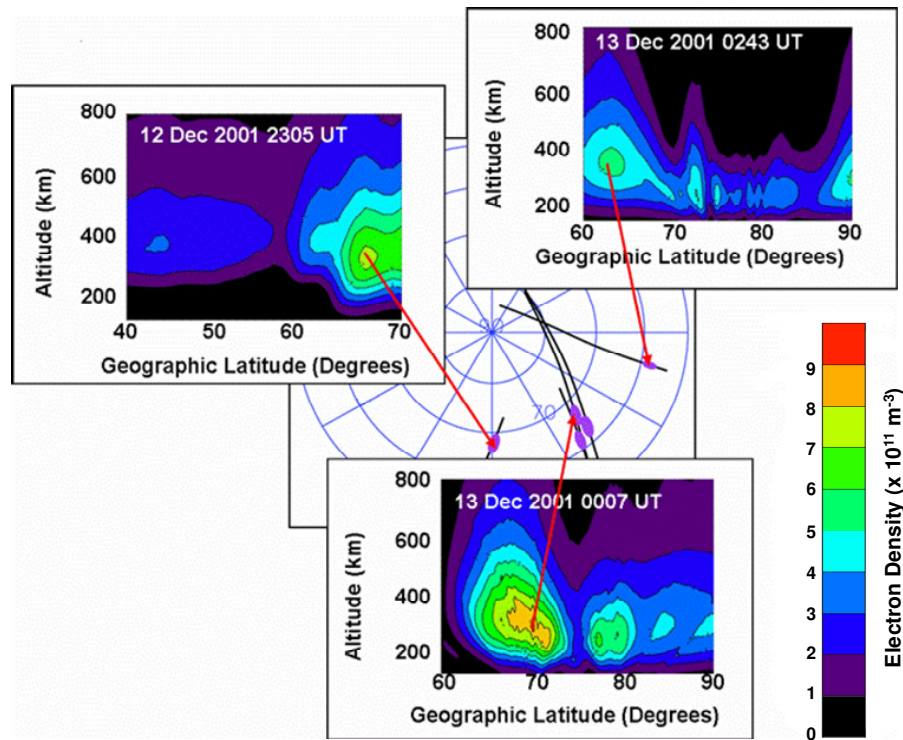 13 Dec 2001 0243 UT
800
600
400
200
Altitude (km)
60 70 80 90
Geographic Latitude (Degrees)
12 Dec 2001 2305 UT
800
600
400
200
Altitude (km)
40 50 60 70
Geographic Latitude (Degrees)
90
70
13 Dec 2001 0007 UT
800
600
400
200
Altitude (km)
60 70 80 90
Geographic Latitude (Degrees)
9
8
7
6
5
4
3
2
1
0
Electron Density (x 10¹¹ m⁻³)